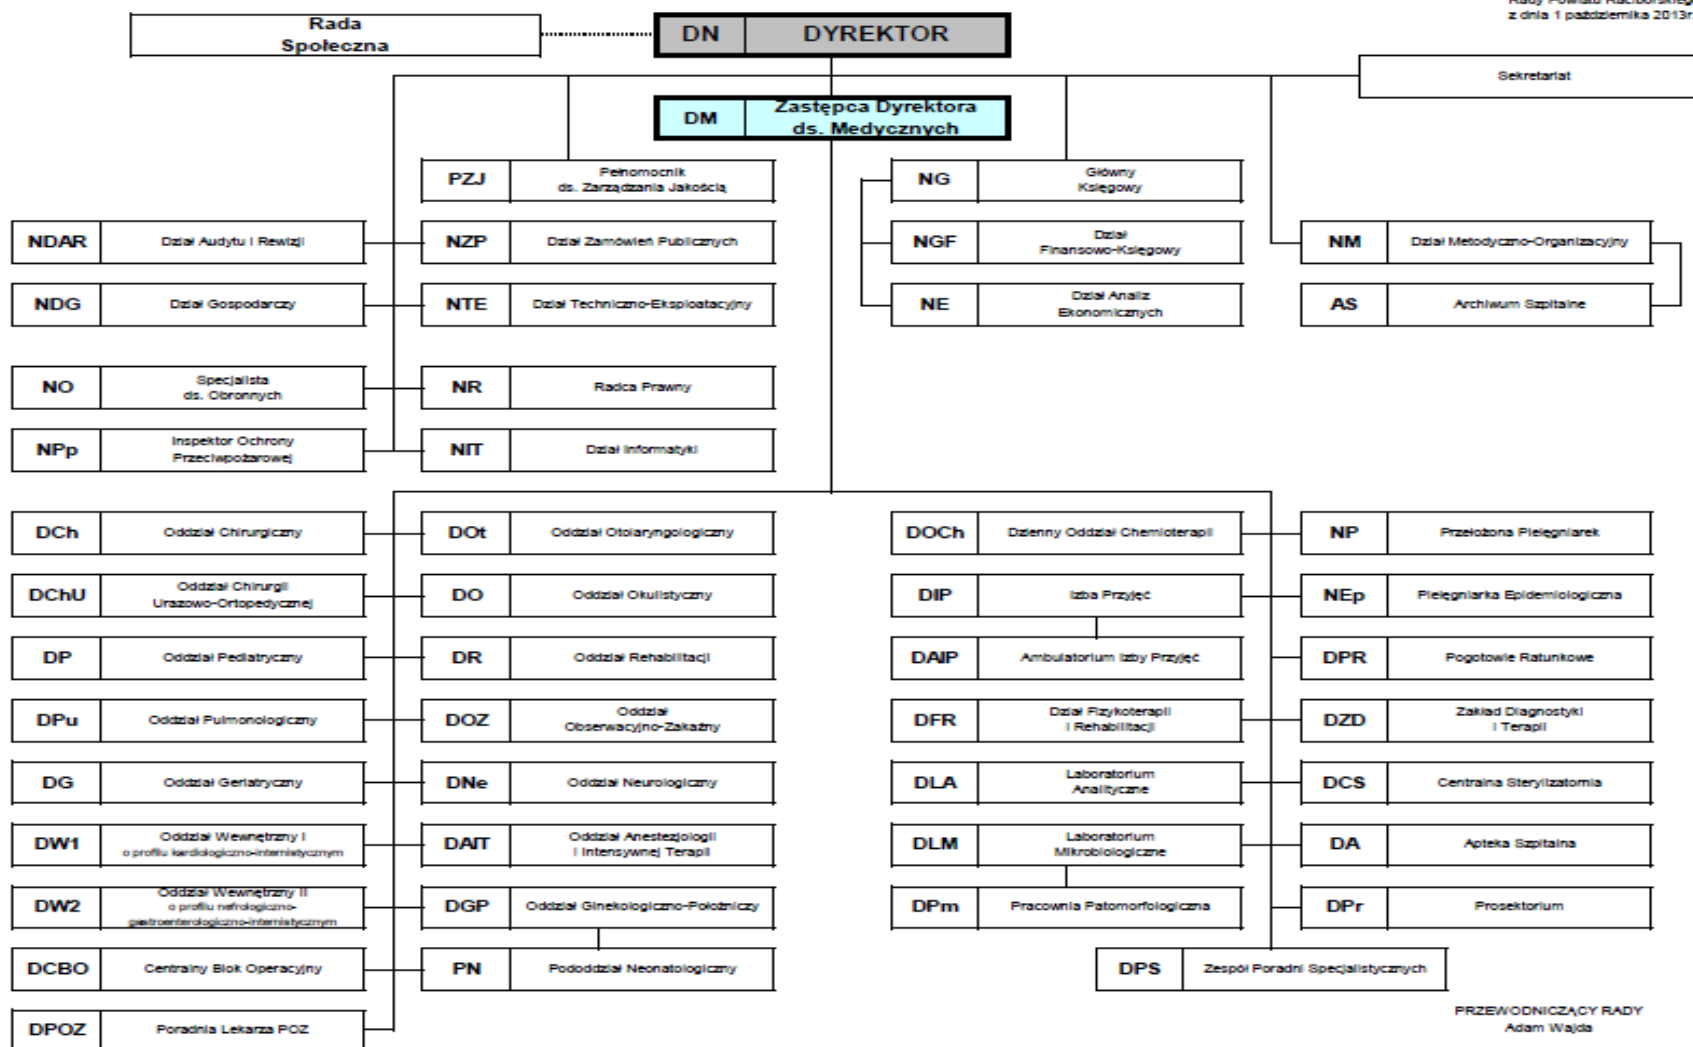 Rady Powiatu Raciborskiego
z dnia 1 października 2013r.
Rada
Społeczna
DN DYREKTOR
Sekretariat
DM Zastępca Dyrektora
ds. Medycznych
PZJ Pełnomocnik
ds. Zarządzania Jakością
NG Główny
Księgowy
NDAR Dział Audytu i Rewizji
NZP Dział Zamówień Publicznych
NGF Dział
Finansowo-Księgowy
NM Dział Metodyczno-Organizacyjny
NDG Dział Gospodarczy
NTE Dział Techniczno-Eksploatacyjny
NE Dział Analiz
Ekonomicznych
AS Archiwum Szpitalne
NO Specjalista
ds. Obronnych
NR Radca Prawny
NPp Inspektor Ochrony
Przeciwpożarowej
NIT Dział Informatyki
DCh Oddział Chirurgiczny
DOt Oddział Otolaryngologiczny
DOCh Dzienny Oddział Chemioterapii
NP Przełożona Pielęgniarek
DChU Oddział Chirurgii
Urazowo-Ortopedycznej
DO Oddział Okulistyczny
DIP Izba Przyjęć
NEp Pielęgniarka Epidemiologiczna
DP Oddział Pediatryczny
DR Oddział Rehabilitacji
DAIP Ambulatorium Izby Przyjęć
DPR Pogotowie Ratunkowe
DPu Oddział Pulmonologiczny
DOZ Oddział
Obserwacyjno-Zakaźny
DFR Dział Fizykoterapii
i Rehabilitacji
DZD Zakład Diagnostyki
i Terapii
DG Oddział Geriatryczny
DNe Oddział Neurologiczny
DLA Laboratorium
Analityczne
DCS Centralna Sterylizatornia
DW1 Oddział Wewnętrzny I
o profilu kardiologiczno-internistycznym
DAIT Oddział Anestezjologii
i Intensywnej Terapii
DLM Laboratorium
Mikrobiologiczne
DA Apteka Szpitalna
DW2 Oddział Wewnętrzny II
o profilu nefrologiczno-
gastroenterologiczno-internistycznym
DGP Oddział Ginekologiczno-Położniczy
DPm Pracownia Patomorfologiczna
DPr Prosektorium
DCBO Centralny Blok Operacyjny
PN Pododdział Neonatologiczny
DPS Zespół Poradni Specjalistycznych
DPOZ Poradnia Lekarza POZ
PRZEWODNICZĄCY RADY
Adam Wajda